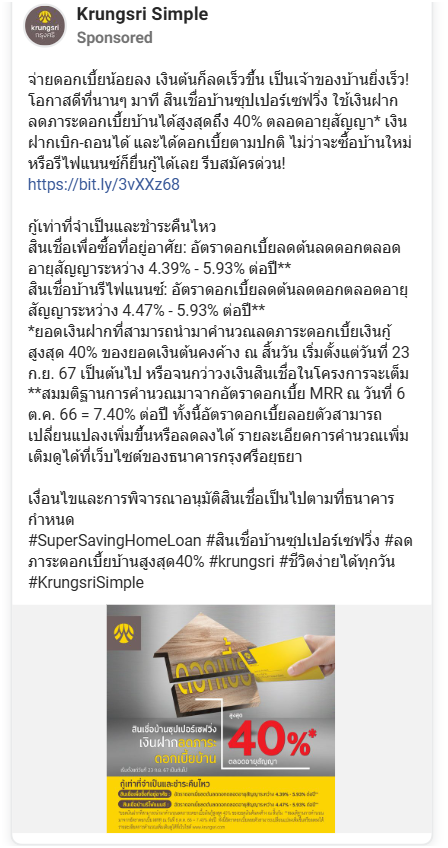 Krungsri Simple
krungsri
กรุงศรี
Sponsored
จ่ายดอกเบี้ยน้อยลง เงินต้นก็ลดเร็วขึ้น เป็นเจ้าของบ้านยิ่งเร็ว!
โอกาสดีที่นานๆ มาที สินเชื่อบ้านซุปเปอร์เซฟวิ่ง ใช้เงินฝาก
ลดภาระดอกเบี้ยบ้านได้สูงสุดถึง 40% ตลอดอายุสัญญา* เงิน
ฝากเบิก-ถอนได้ และได้ดอกเบี้ยตามปกติ ไม่ว่าจะซื้อบ้านใหม่
หรือรีไฟแนนซ์ก็ยื่นกู้ได้เลย รีบสมัครด่วน!
https://bit.ly/3vXXz68
กู้เท่าที่จำเป็นและชำระคืนไหว
สินเชื่อเพื่อซื้อที่อยู่อาศัย: อัตราดอกเบี้ยลดต้นลดดอกตลอด
อายุสัญญาระหว่าง 4.39% - 5.93% ต่อปี**
สินเชื่อบ้านรีไฟแนนซ์: อัตราดอกเบี้ยลดต้นลดดอกตลอดอายุ
สัญญาระหว่าง 4.47% - 5.93% ต่อปี**
*ยอดเงินฝากที่สามารถนำมาคำนวณลดภาระดอกเบี้ยเงินกู้
สูงสุด 40% ของยอดเงินต้นคงค้าง ณ สิ้นวัน เริ่มตั้งแต่วันที่ 23
ก.ย. 67 เป็นต้นไป หรือจนกว่าวงเงินสินเชื่อในโครงการจะเต็ม
**สมมติฐานการคำนวณมาจากอัตราดอกเบี้ย MRR ณ วันที่ 6
ต.ค. 66 = 7.40% ต่อปี ทั้งนี้อัตราดอกเบี้ยลอยตัวสามารถ
เปลี่ยนแปลงเพิ่มขึ้นหรือลดลงได้ รายละเอียดการคำนวณเพิ่ม
เติมดูได้ที่เว็บไซต์ของธนาคารกรุงศรีอยุธยา
เงื่อนไขและการพิจารณาอนุมัติสินเชื่อเป็นไปตามที่ธนาคาร
กำหนด
#SuperSavingHomeLoan #สินเชื่อบ้านซุปเปอร์เซฟวิ่ง #ลด
ภาระดอกเบี้ยบ้านสูงสุด40% #krungsri #ชีวิตง่ายได้ทุกวัน
#KrungsriSimple
ดอกเบี้ย
สินเชื่อบ้านซุปเปอร์เซฟวิ่ง
เงินฝากลดภาระ
ดอกเบี้ยบ้าน
สูงสุด
40%*
ตลอดอายุสัญญา
กู้เท่าที่จำเป็นและชำระคืนไหว